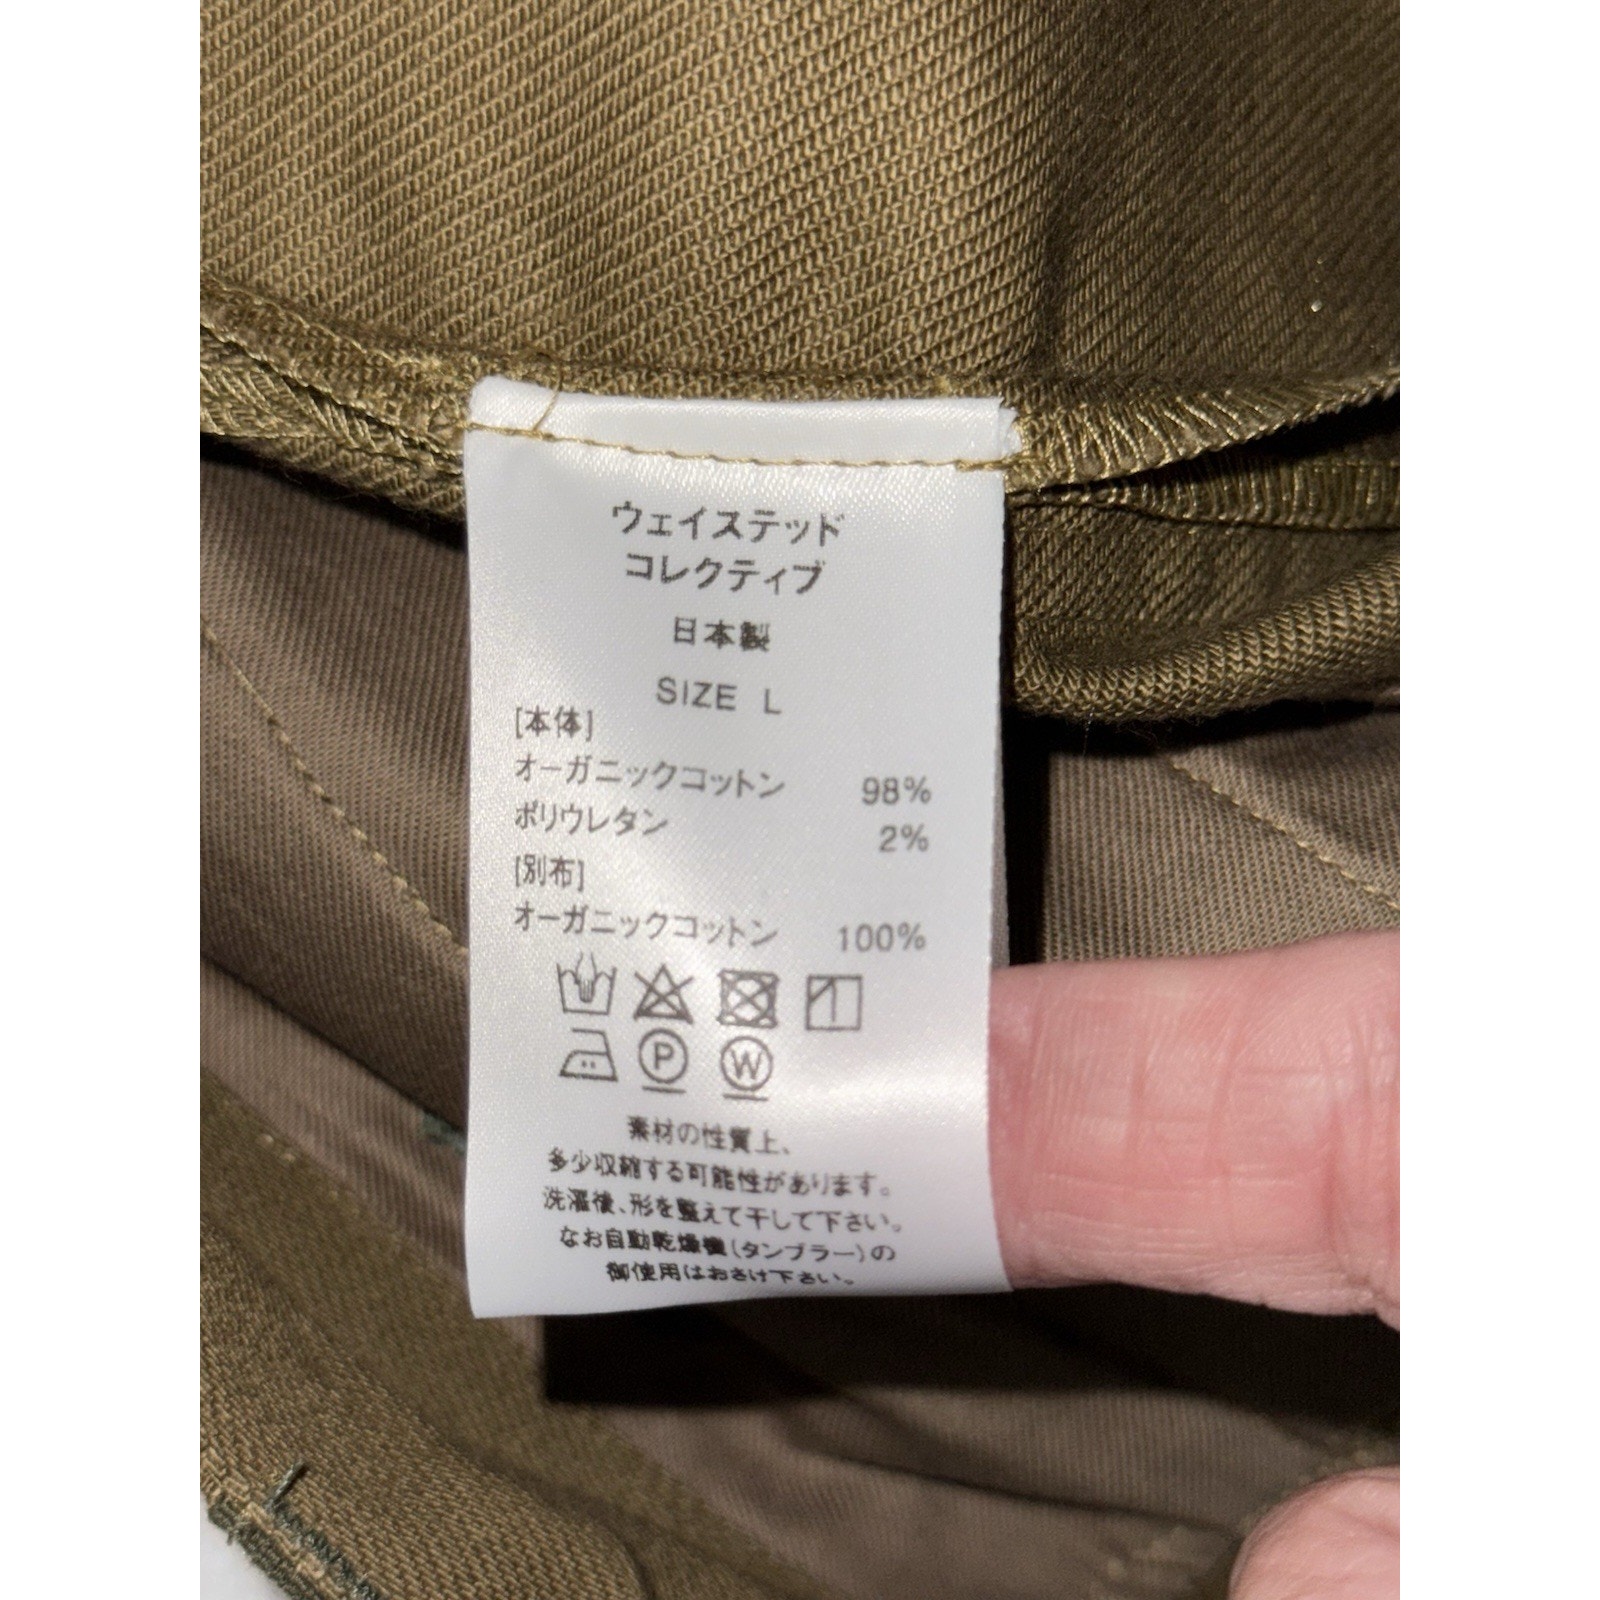 ウェイステッド
コレクティブ
日本製
SIZE L
[本体]
オーガニックコットン 98%
ポリウレタン 2%
[別布]
オーガニックコットン 100%
P
W
素材の性質上、
多少収縮する可能性があります。
洗濯後、形を整えて干して下さい。
なお自動乾燥機(タンブラー)の
御使用はおさけ下さい。